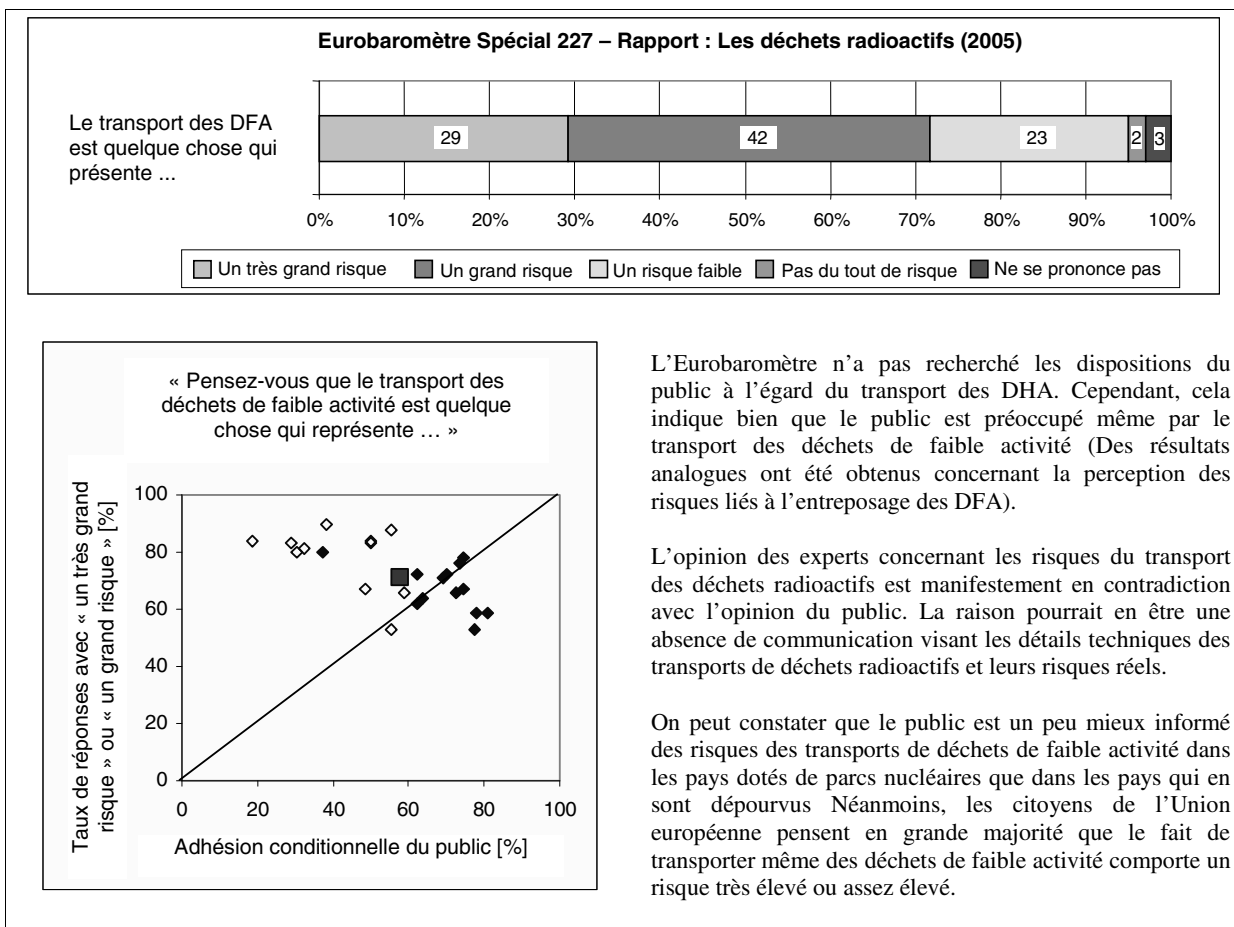 Eurobaromètre Spécial 227 – Rapport : Les déchets radioactifs (2005)
Le transport des DFA
est quelque chose qui
présente ...
29
42
23
2
3
0%
10%
20%
30%
40%
50%
60%
70%
80%
90%
100%
Un très grand risque
Un grand risque
Un risque faible
Pas du tout de risque
Ne se prononce pas
« Pensez-vous que le transport des
déchets de faible activité est quelque
chose qui représente … »
Taux de réponses avec « un très grand
risque » ou « un grand risque » [%]
100
80
60
40
20
0
0
20
40
60
80
100
Adhésion conditionnelle du public [%]
L'Eurobaromètre n'a pas recherché les dispositions du
public à l'égard du transport des DHA. Cependant, cela
indique bien que le public est préoccupé même par le
transport des déchets de faible activité (Des résultats
analogues ont été obtenus concernant la perception des
risques liés à l'entreposage des DFA).
L'opinion des experts concernant les risques du transport
des déchets radioactifs est manifestement en contradiction
avec l'opinion du public. La raison pourrait en être une
absence de communication visant les détails techniques des
transports de déchets radioactifs et leurs risques réels.
On peut constater que le public est un peu mieux informé
des risques des transports de déchets de faible activité dans
les pays dotés de parcs nucléaires que dans les pays qui en
sont dépourvus Néanmoins, les citoyens de l'Union
européenne pensent en grande majorité que le fait de
transporter même des déchets de faible activité comporte un
risque très élevé ou assez élevé.